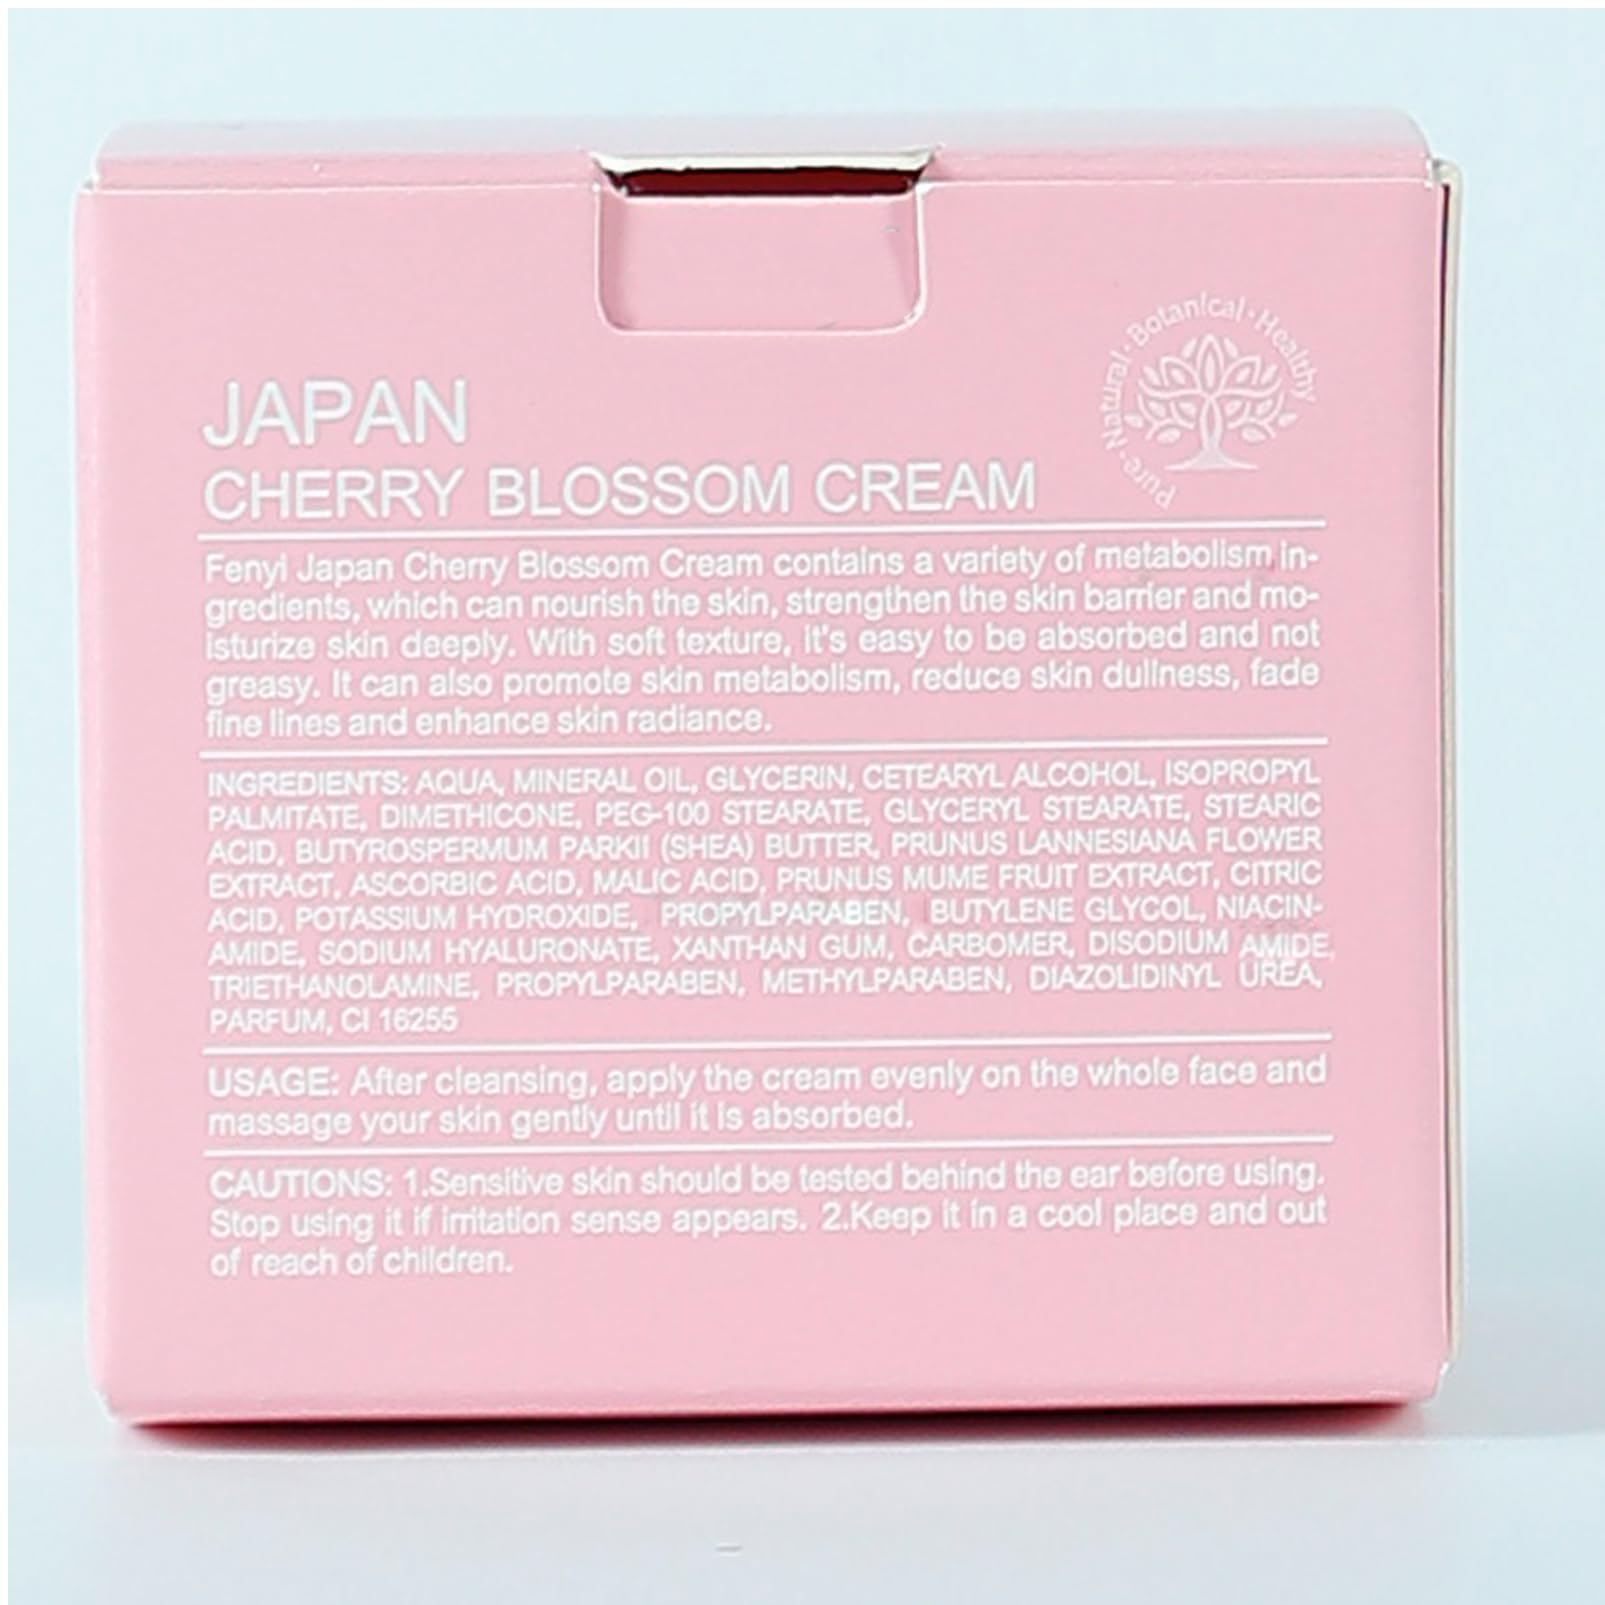 Pure·Natural·Botanical·Healthy
JAPAN
CHERRY BLOSSOM CREAM
Fenyi Japan Cherry Blossom Cream contains a variety of metabolism in-
gredients, which can nourish the skin, strengthen the skin barrier and mo-
isturize skin deeply. With soft texture, it's easy to be absorbed and not
greasy. It can also promote skin metabolism, reduce skin dullness, fade
fine lines and enhance skin radiance.
INGREDIENTS: AQUA, MINERAL OIL, GLYCERIN, CETEARYL ALCOHOL, ISOPROPYL
PALMITATE, DIMETHICONE, PEG-100 STEARATE, GLYCERYL STEARATE, STEARIC
ACID, BUTYROSPERMUM PARKII (SHEA) BUTTER, PRUNUS LANNESIANA FLOWER
EXTRACT, ASCORBIC ACID, MALIC ACID, PRUNUS MUME FRUIT EXTRACT, CITRIC
ACID, POTASSIUM HYDROXIDE, PROPYLPARABEN, BUTYLENE GLYCOL, NIACIN-
AMIDE, SODIUM HYALURONATE, XANTHAN GUM, CARBOMER, DISODIUM AMIDE,
TRIETHANOLAMINE, PROPYLPARABEN, METHYLPARABEN, DIAZOLIDINYL UREA,
PARFUM, CI 16255
USAGE: After cleansing, apply the cream evenly on the whole face and
massage your skin gently until it is absorbed.
CAUTIONS: 1.Sensitive skin should be tested behind the ear before using.
Stop using it if irritation sense appears. 2.Keep it in a cool place and out
of reach of children.